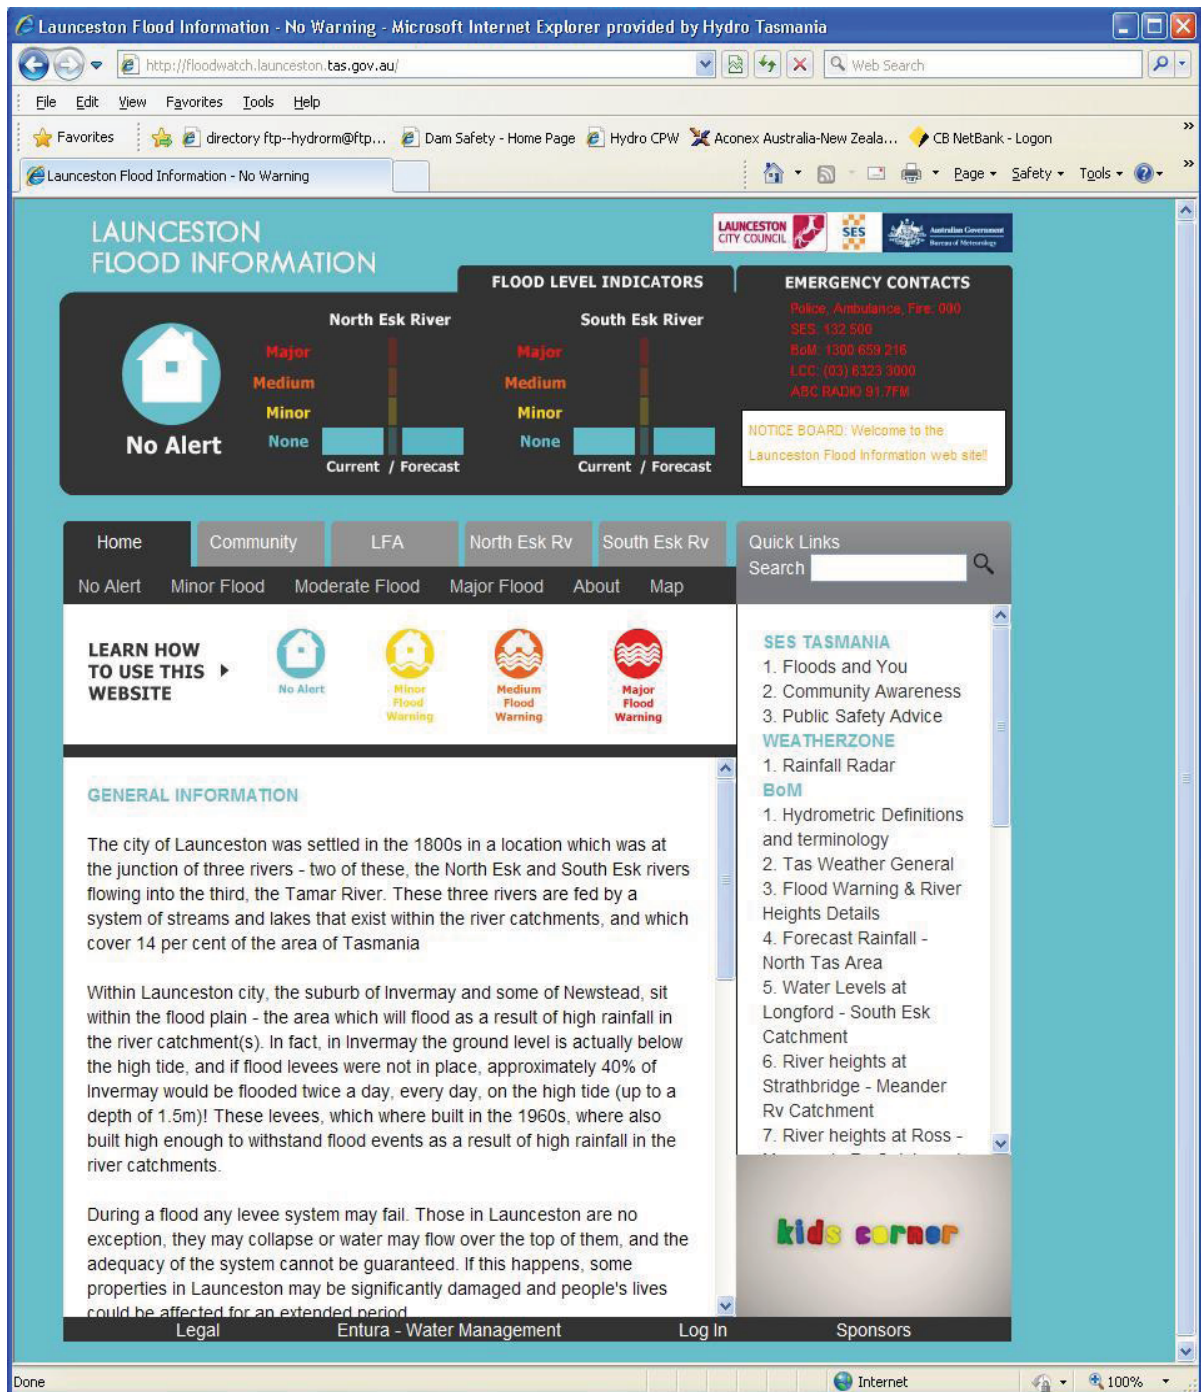 Launceston Flood Information - No Warning - Microsoft Internet Explorer provided by Hydro Tasmania
http://floodwatch.launceston.tas.gov.au/
Web Search
File Edit View Favorites Tools Help
Favorites directory ftp--hydrorm@ftp... Dam Safety - Home Page Hydro CPW Aconex Australia-New Zeala... CB NetBank - Logon »
Launceston Flood Information - No Warning Page Safety Tools »
LAUNCESTON
FLOOD INFORMATION
LAUNCESTON
CITY COUNCIL
SES
Australian Government
Bureau of Meteorology
FLOOD LEVEL INDICATORS
North Esk River South Esk River
Major Major
Medium Medium
Minor Minor
None None
Current / Forecast Current / Forecast
No Alert
EMERGENCY CONTACTS
Police, Ambulance, Fire: 000
SES: 132 500
BoM: 1300 659 216
LCC: (03) 6323 3000
ABC RADIO 91.7FM
NOTICE BOARD: Welcome to the
Launceston Flood Information web site!!
Home Community LFA North Esk Rv South Esk Rv
No Alert Minor Flood Moderate Flood Major Flood About Map
Quick Links
Search
LEARN HOW
TO USE THIS
WEBSITE
No Alert
Minor
Flood
Warning
Medium
Flood
Warning
Major
Flood
Warning
GENERAL INFORMATION
The city of Launceston was settled in the 1800s in a location which was at
the junction of three rivers - two of these, the North Esk and South Esk rivers
flowing into the third, the Tamar River. These three rivers are fed by a
system of streams and lakes that exist within the river catchments, and which
cover 14 per cent of the area of Tasmania
Within Launceston city, the suburb of Invermay and some of Newstead, sit
within the flood plain - the area which will flood as a result of high rainfall in
the river catchment(s). In fact, in Invermay the ground level is actually below
the high tide, and if flood levees were not in place, approximately 40% of
Invermay would be flooded twice a day, every day, on the high tide (up to a
depth of 1.5m)! These levees, which where built in the 1960s, where also
built high enough to withstand flood events as a result of high rainfall in the
river catchments.
During a flood any levee system may fail. Those in Launceston are no
exception, they may collapse or water may flow over the top of them, and the
adequacy of the system cannot be guaranteed. If this happens, some
properties in Launceston may be significantly damaged and people's lives
could be affected for an extended period
SES TASMANIA
1. Floods and You
2. Community Awareness
3. Public Safety Advice
WEATHERZONE
1. Rainfall Radar
BoM
1. Hydrometric Definitions
and terminology
2. Tas Weather General
3. Flood Warning & River
Heights Details
4. Forecast Rainfall -
North Tas Area
5. Water Levels at
Longford - South Esk
Catchment
6. River heights at
Strathbridge - Meander
Rv Catchment
7. River heights at Ross -
kids corner
Legal Entura - Water Management Log In Sponsors
Done Internet 100%